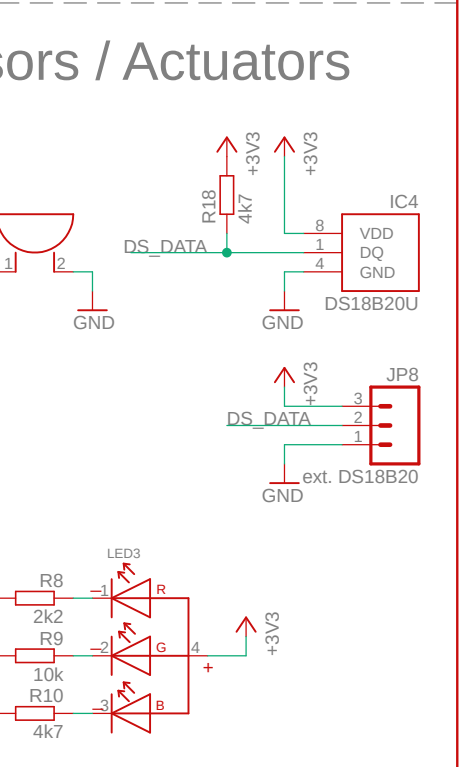 sors / Actuators
+3V3
+3V3
R18
4k7
IC4
DS_DATA
8
VDD
1
DQ
4
GND
1
2
GND
GND
DS18B20U
+3V3
JP8
3
DS_DATA
2
1
GND
ext. DS18B20
LED3
R8
1
R
2k2
R9
2
G
4
+3V3
10k
+
R10
3
B
4k7